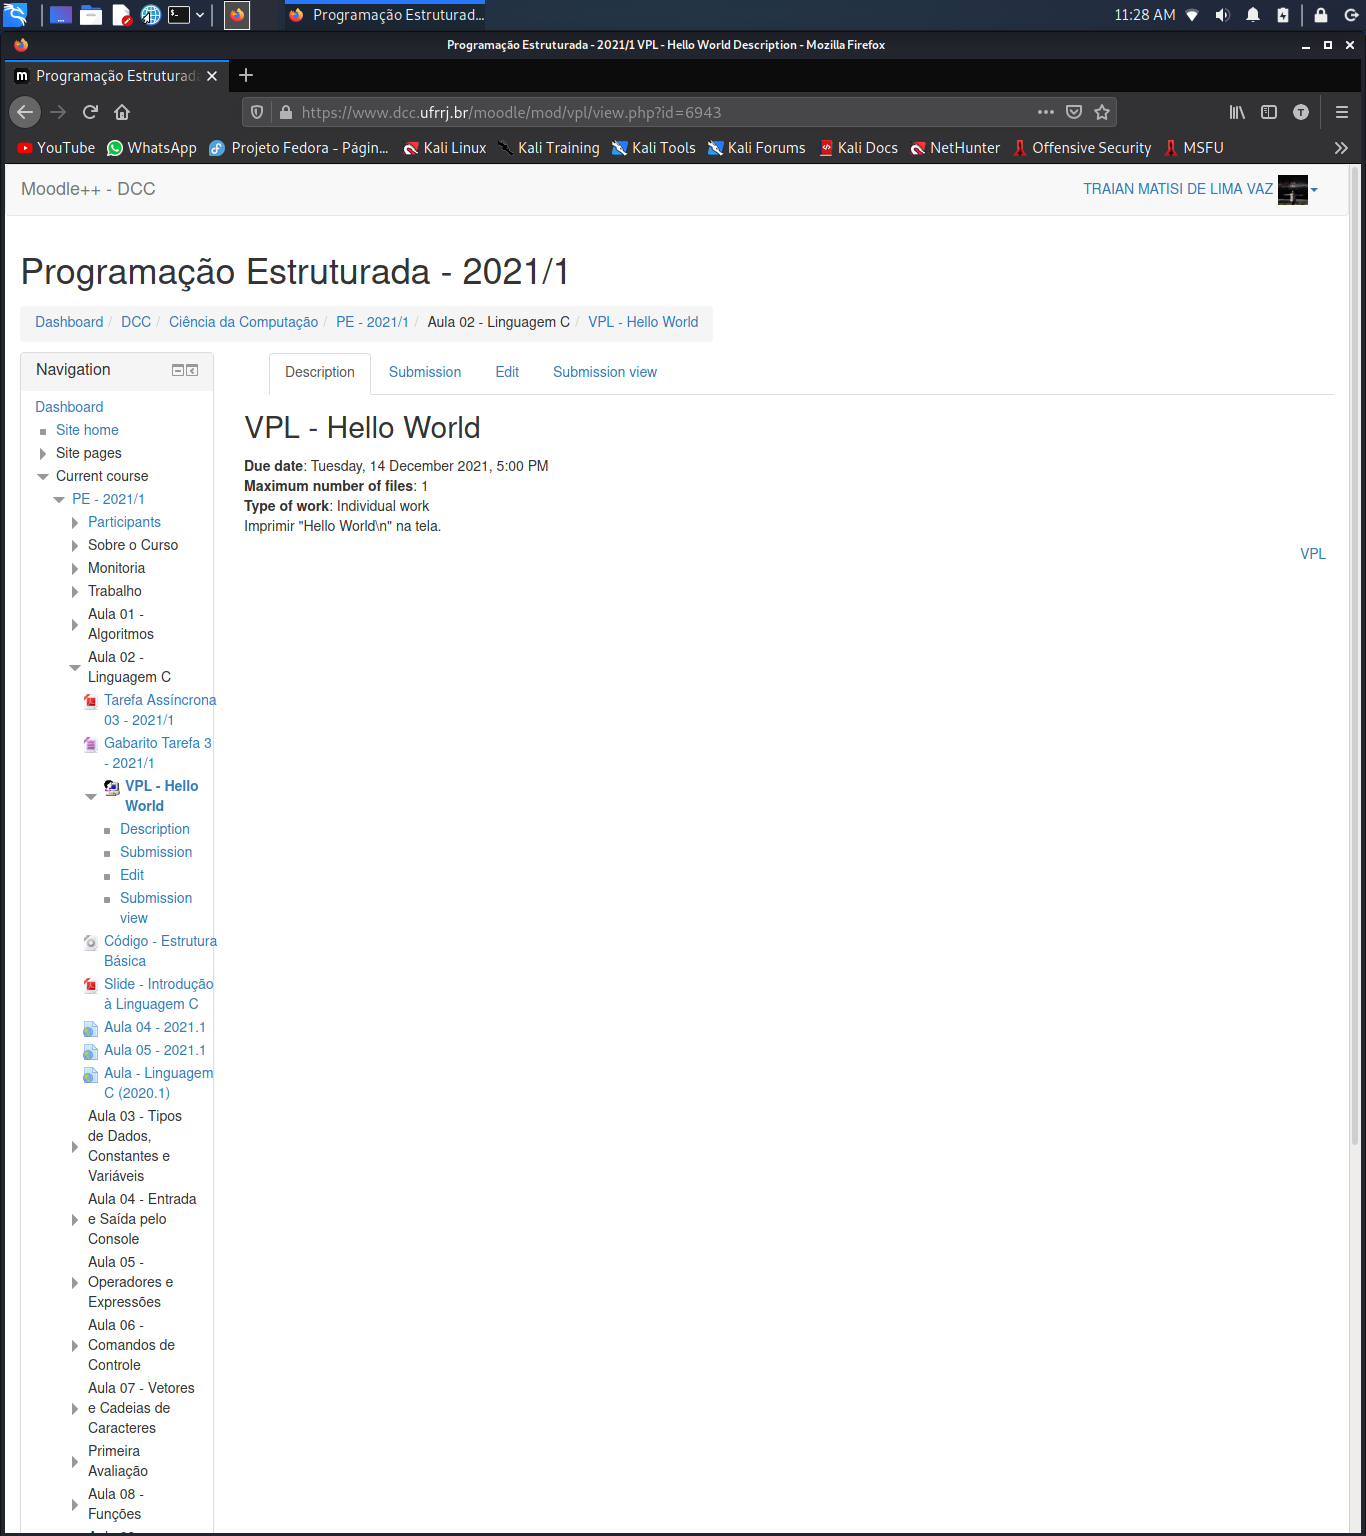 Programação Estruturad...
11:28 AM
Programação Estruturada - 2021/1 VPL - Hello World Description - Mozilla Firefox
Programação Estruturad
https://www.dcc.ufrrj.br/moodle/mod/vpl/view.php?id=6943
T
YouTube WhatsApp Projeto Fedora - Págin... Kali Linux Kali Training Kali Tools Kali Forums Kali Docs NetHunter Offensive Security MSFU
Moodle++ - DCC
TRAIAN MATISI DE LIMA VAZ
Programação Estruturada - 2021/1
Dashboard / DCC / Ciência da Computação / PE - 2021/1 / Aula 02 - Linguagem C / VPL - Hello World
Navigation
Dashboard
Site home
Site pages
Current course
PE - 2021/1
Participants
Sobre o Curso
Monitoria
Trabalho
Aula 01 -
Algoritmos
Aula 02 -
Linguagem C
Tarefa Assíncrona
03 - 2021/1
Gabarito Tarefa 3
- 2021/1
VPL - Hello
World
Description
Submission
Edit
Submission
view
Código - Estrutura
Básica
Slide - Introdução
à Linguagem C
Aula 04 - 2021.1
Aula 05 - 2021.1
Aula - Linguagem
C (2020.1)
Aula 03 - Tipos
de Dados,
Constantes e
Variáveis
Aula 04 - Entrada
e Saída pelo
Console
Aula 05 -
Operadores e
Expressões
Aula 06 -
Comandos de
Controle
Aula 07 - Vetores
e Cadeias de
Caracteres
Primeira
Avaliação
Aula 08 -
Funções
Description Submission Edit Submission view
VPL - Hello World
Due date: Tuesday, 14 December 2021, 5:00 PM
Maximum number of files: 1
Type of work: Individual work
Imprimir "Hello World\n" na tela.
VPL